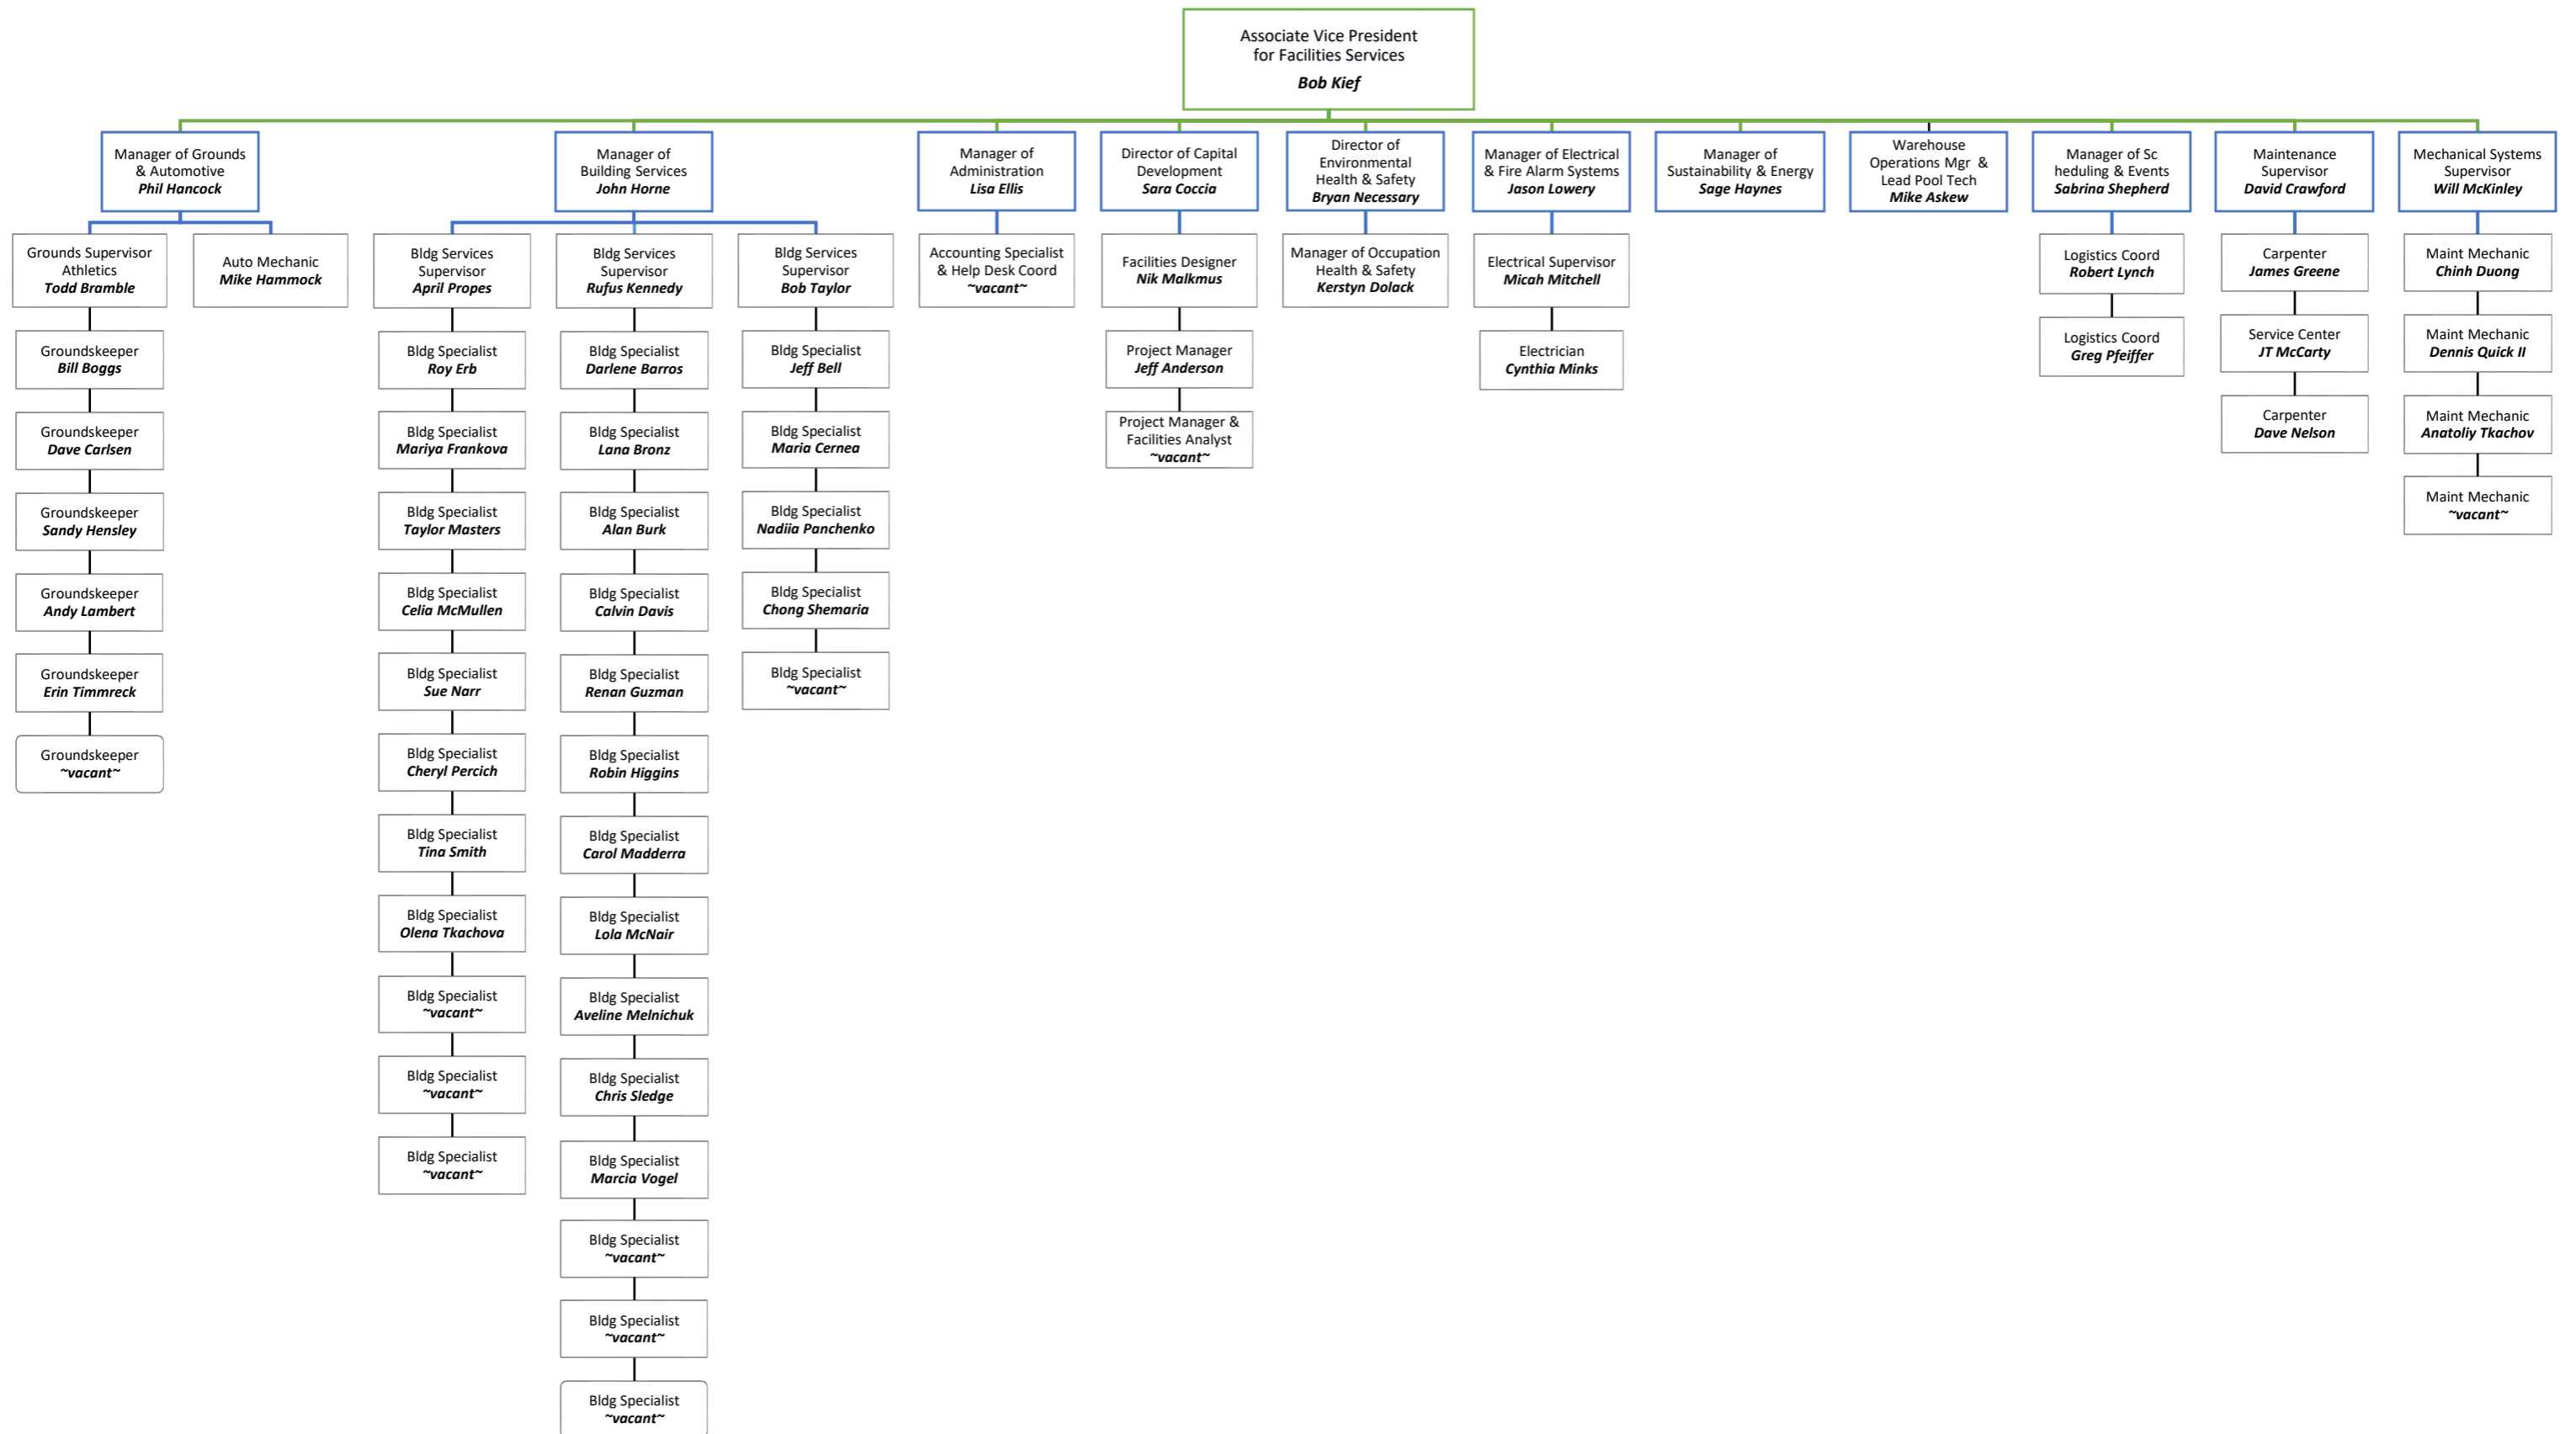 Associate Vice President
for Facilities Services
Bob Kief
Manager of Grounds
& Automotive
Phil Hancock
Manager of
Building Services
John Horne
Manager of
Administration
Lisa Ellis
Director of Capital
Development
Sara Coccia
Director of
Environmental
Health & Safety
Bryan Necessary
Manager of Electrical
& Fire Alarm Systems
Jason Lowery
Manager of
Sustainability & Energy
Sage Haynes
Warehouse
Operations Mgr  &
Lead Pool Tech
Mike Askew
Manager of Sc
heduling & Events
Sabrina Shepherd
Maintenance
Supervisor
David Crawford
Mechanical Systems
Supervisor
Will McKinley
Grounds Supervisor
Athletics
Todd Bramble
Groundskeeper
Bill Boggs
Groundskeeper
Dave Carlsen
Groundskeeper
Sandy Hensley
Groundskeeper
Andy Lambert
Groundskeeper
Erin Timmreck
Groundskeeper
~vacant~
Auto Mechanic
Mike Hammock
Bldg Services
Supervisor
April Propes
Bldg Specialist
Roy Erb
Bldg Specialist
Mariya Frankova
Bldg Specialist
Taylor Masters
Bldg Specialist
Celia McMullen
Bldg Specialist
Sue Narr
Bldg Specialist
Cheryl Percich
Bldg Specialist
Tina Smith
Bldg Specialist
Olena Tkachova
Bldg Specialist
~vacant~
Bldg Specialist
~vacant~
Bldg Specialist
~vacant~
Bldg Services
Supervisor
Rufus Kennedy
Bldg Specialist
Darlene Barros
Bldg Specialist
Lana Bronz
Bldg Specialist
Alan Burk
Bldg Specialist
Calvin Davis
Bldg Specialist
Renan Guzman
Bldg Specialist
Robin Higgins
Bldg Specialist
Carol Madderra
Bldg Specialist
Lola McNair
Bldg Specialist
Aveline Melnichuk
Bldg Specialist
Chris Sledge
Bldg Specialist
Marcia Vogel
Bldg Specialist
~vacant~
Bldg Specialist
~vacant~
Bldg Specialist
~vacant~
Bldg Services
Supervisor
Bob Taylor
Bldg Specialist
Jeff Bell
Bldg Specialist
Maria Cernea
Bldg Specialist
Nadiia Panchenko
Bldg Specialist
Chong Shemaria
Bldg Specialist
~vacant~
Accounting Specialist
& Help Desk Coord
~vacant~
Facilities Designer
Nik Malkmus
Project Manager
Jeff Anderson
Project Manager &
Facilities Analyst
~vacant~
Manager of Occupation
Health & Safety
Kerstyn Dolack
Electrical Supervisor
Micah Mitchell
Electrician
Cynthia Minks
Logistics Coord
Robert Lynch
Logistics Coord
Greg Pfeiffer
Carpenter
James Greene
Service Center
JT McCarty
Carpenter
Dave Nelson
Maint Mechanic
Chinh Duong
Maint Mechanic
Dennis Quick II
Maint Mechanic
Anatoliy Tkachov
Maint Mechanic
~vacant~